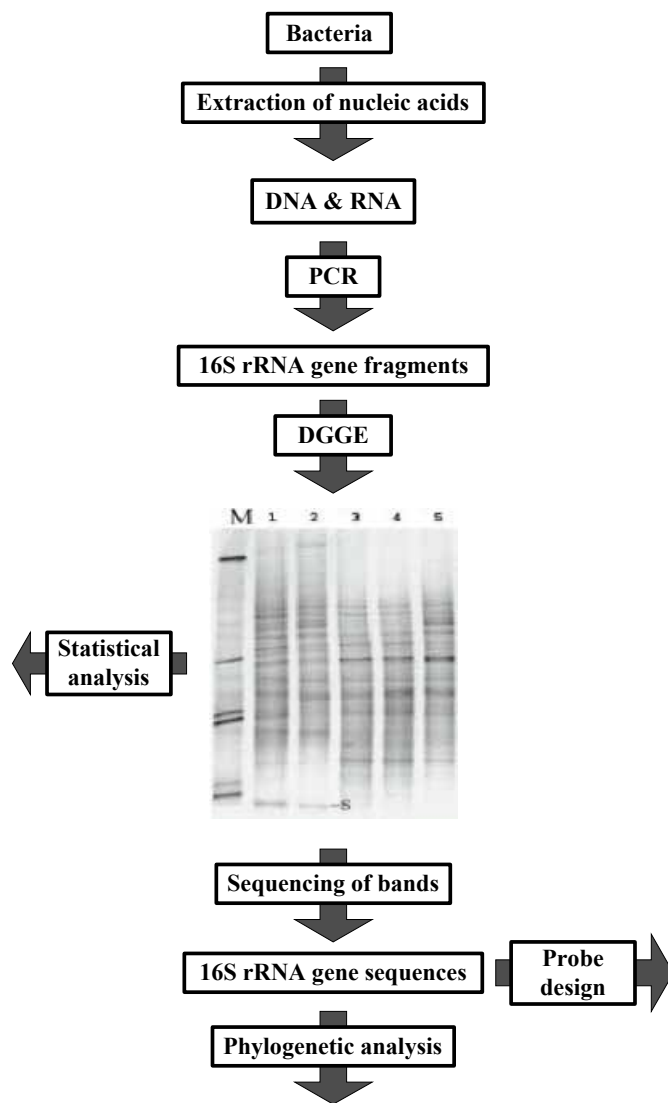 Bacteria
Extraction of nucleic acids
DNA & RNA
PCR
16S rRNA gene fragments
DGGE
M 1 2 3 4 5
Statistical
analysis
-S
Sequencing of bands
16S rRNA gene sequences
Probe
design
Phylogenetic analysis